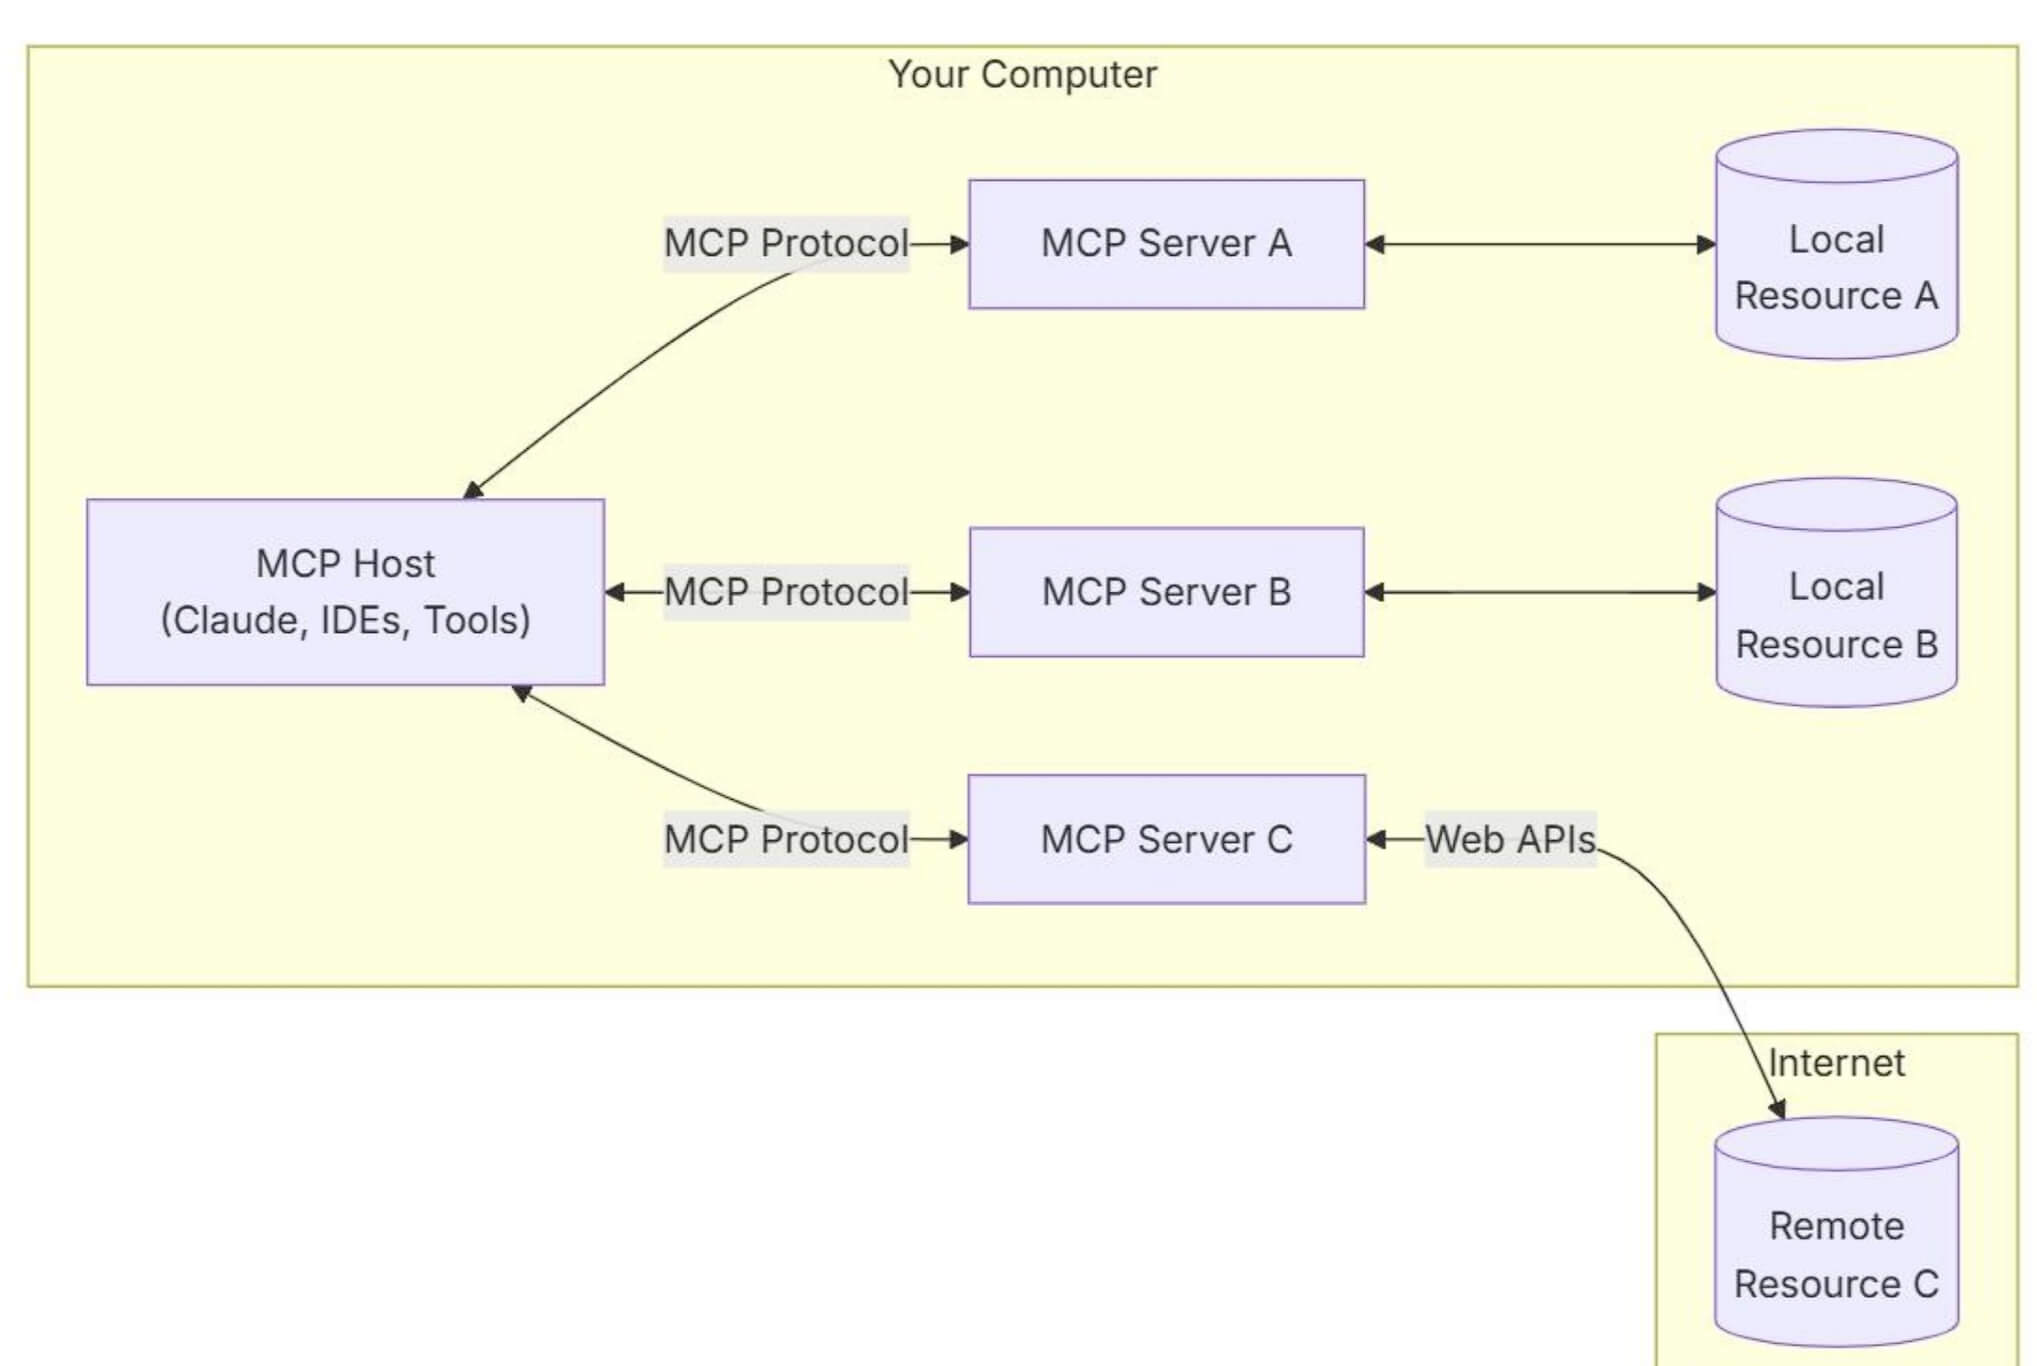 Your Computer
MCP Protocol
MCP Server A
Local
Resource A
MCP Host
(Claude, IDEs, Tools)
MCP Protocol
MCP Server B
Local
Resource B
MCP Protocol
MCP Server C
Web APIs
Internet
Remote
Resource C